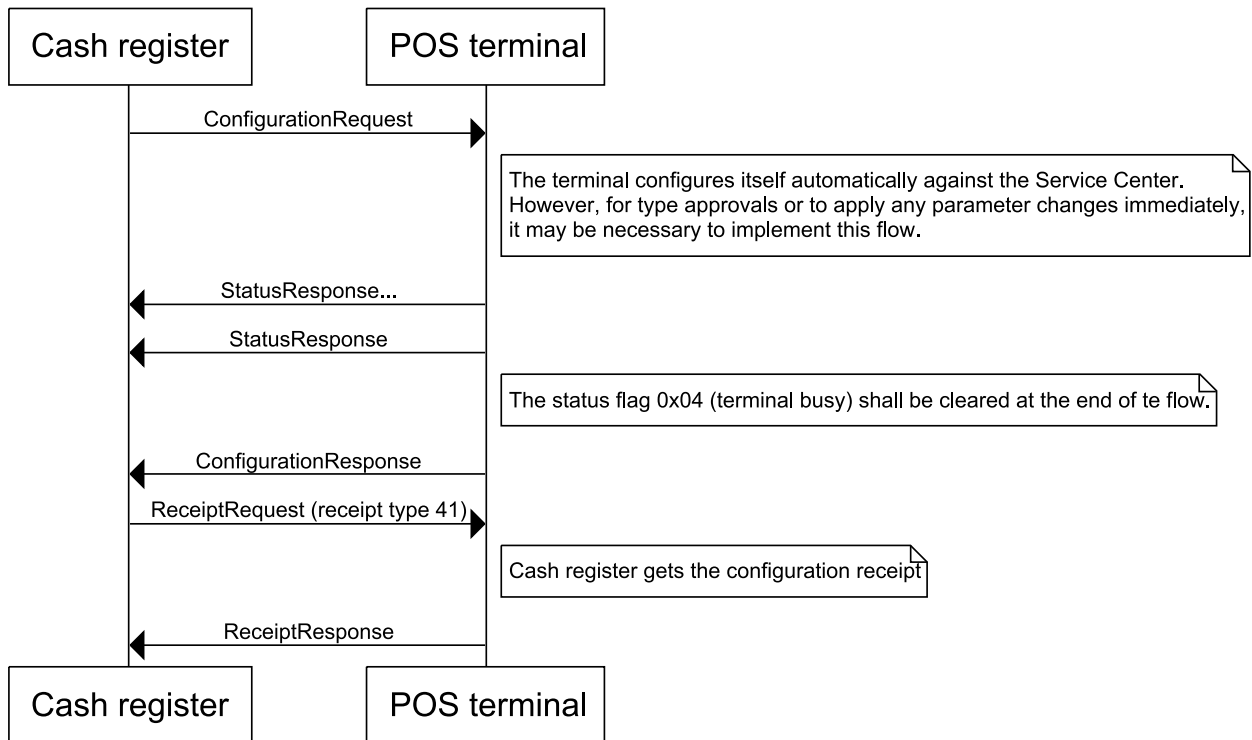 Cash register
POS terminal
ConfigurationRequest
The terminal configures itself automatically against the Service Center.
However, for type approvals or to apply any parameter changes immediately,
it may be necessary to implement this flow.
StatusResponse...
StatusResponse
The status flag 0x04 (terminal busy) shall be cleared at the end of te flow.
ConfigurationResponse
ReceiptRequest (receipt type 41)
Cash register gets the configuration receipt
ReceiptResponse
Cash register
POS terminal